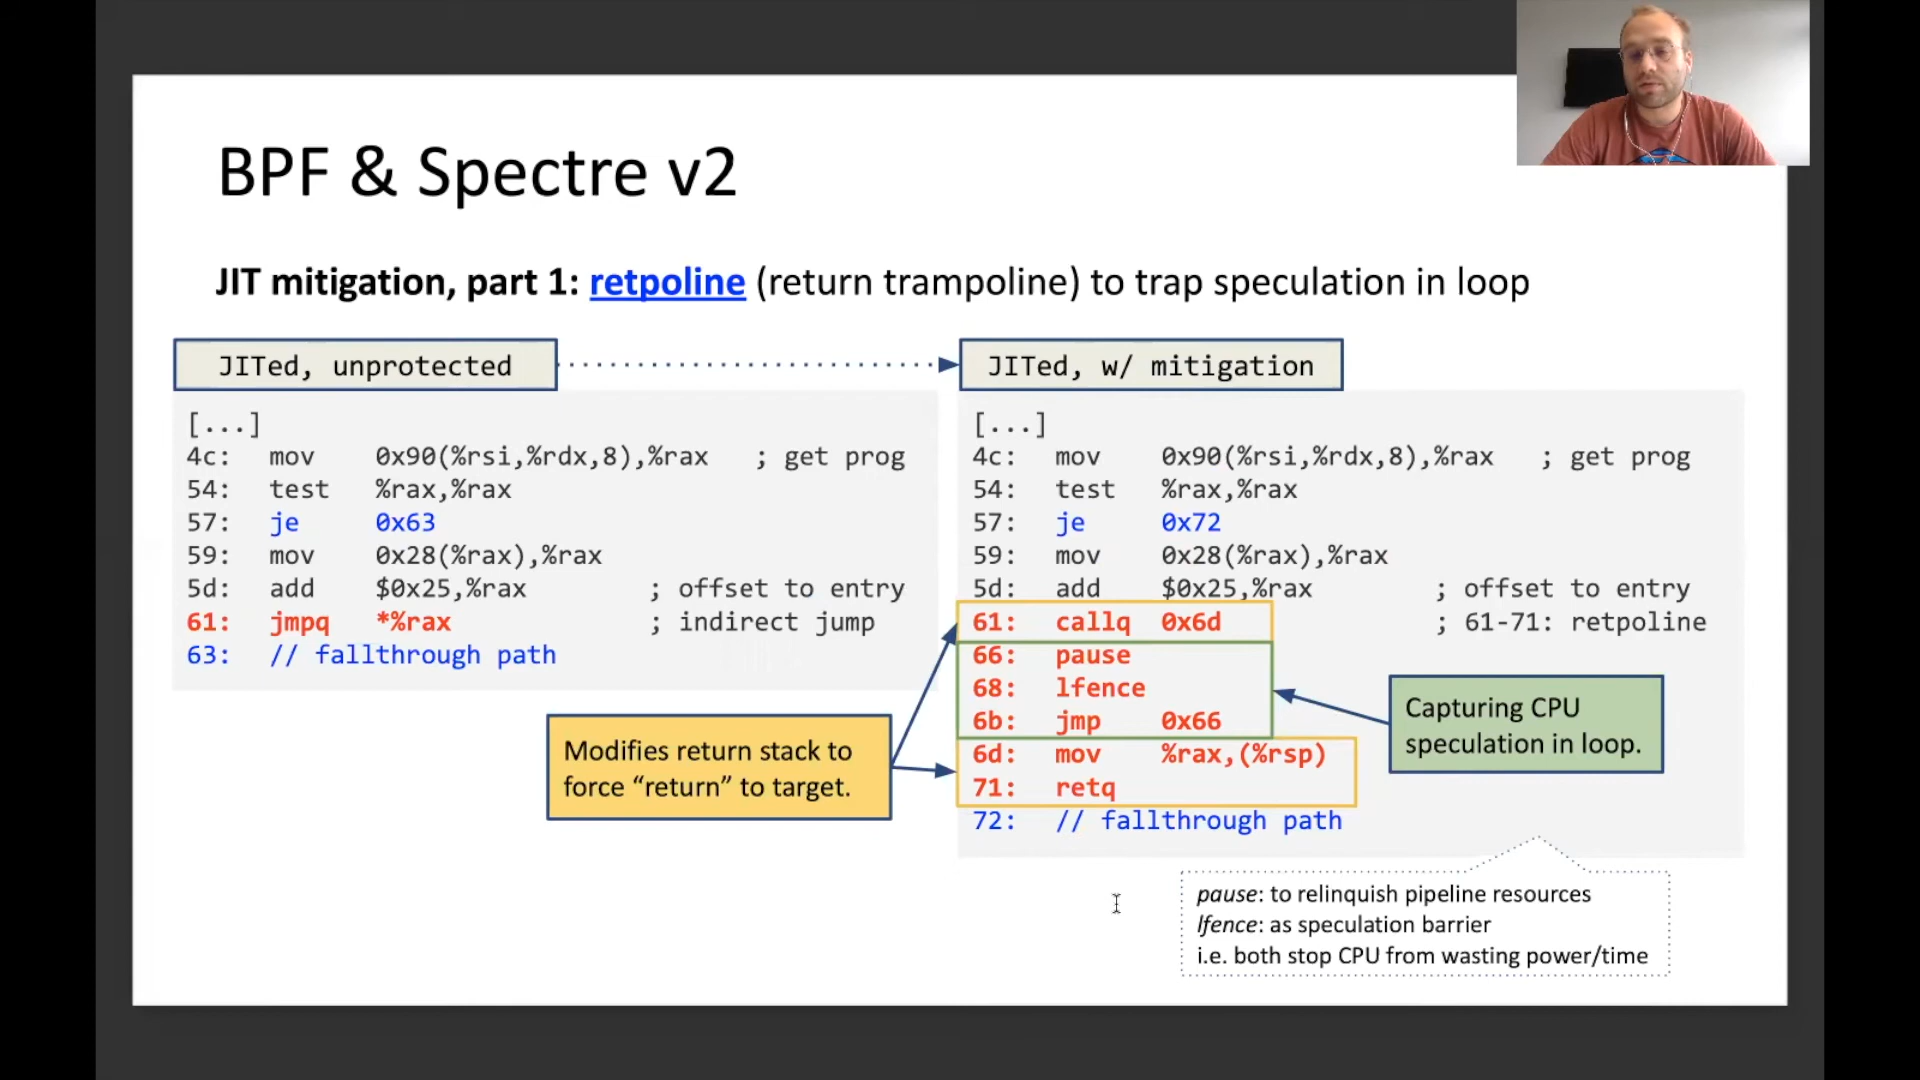 BPF & Spectre v2
JIT mitigation, part 1: retpoline (return trampoline) to trap speculation in loop
JITed, unprotected
[...]
4c: mov 0x90(%rsi,%rdx,8),%rax ; get prog
54: test %rax,%rax
57: je 0x63
59: mov 0x28(%rax),%rax
5d: add $0x25,%rax ; offset to entry
61: jmpq *%rax ; indirect jump
63: // fallthrough path
JITed, w/ mitigation
[...]
4c: mov 0x90(%rsi,%rdx,8),%rax ; get prog
54: test %rax,%rax
57: je 0x72
59: mov 0x28(%rax),%rax
5d: add $0x25,%rax ; offset to entry
61: callq 0x6d ; 61-71: retpoline
66: pause
68: lfence
6b: jmp 0x66
6d: mov %rax,(%rsp)
71: retq
72: // fallthrough path
Modifies return stack to
force “return” to target.
Capturing CPU
speculation in loop.
pause: to relinquish pipeline resources
lfence: as speculation barrier
i.e. both stop CPU from wasting power/time